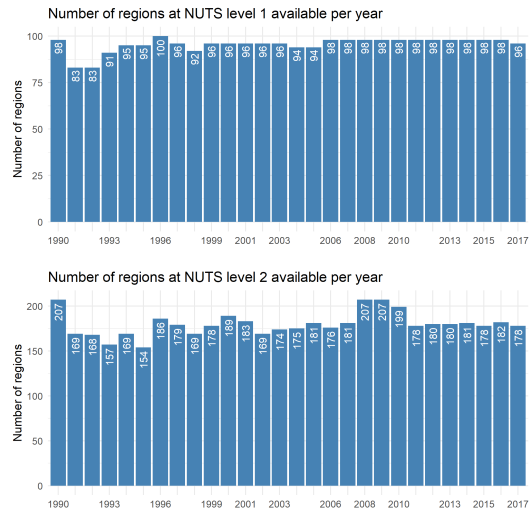 Number of regions at NUTS level 1 available per year
Number of regions
100
75
50
25
0
98 83 83 91 95 95 100 96 92 96 96 96 96 96 94 94 98 98 98 98 98 98 98 98 98 98 98 96
1990 1993 1996 1999 2001 2003 2006 2008 2010 2013 2015 2017
Number of regions at NUTS level 2 available per year
Number of regions
200
150
100
50
0
207 169 168 157 169 154 186 179 169 178 189 183 169 174 175 181 176 181 207 207 199 178 180 180 181 178 182 178
1990 1993 1996 1999 2001 2003 2006 2008 2010 2013 2015 2017